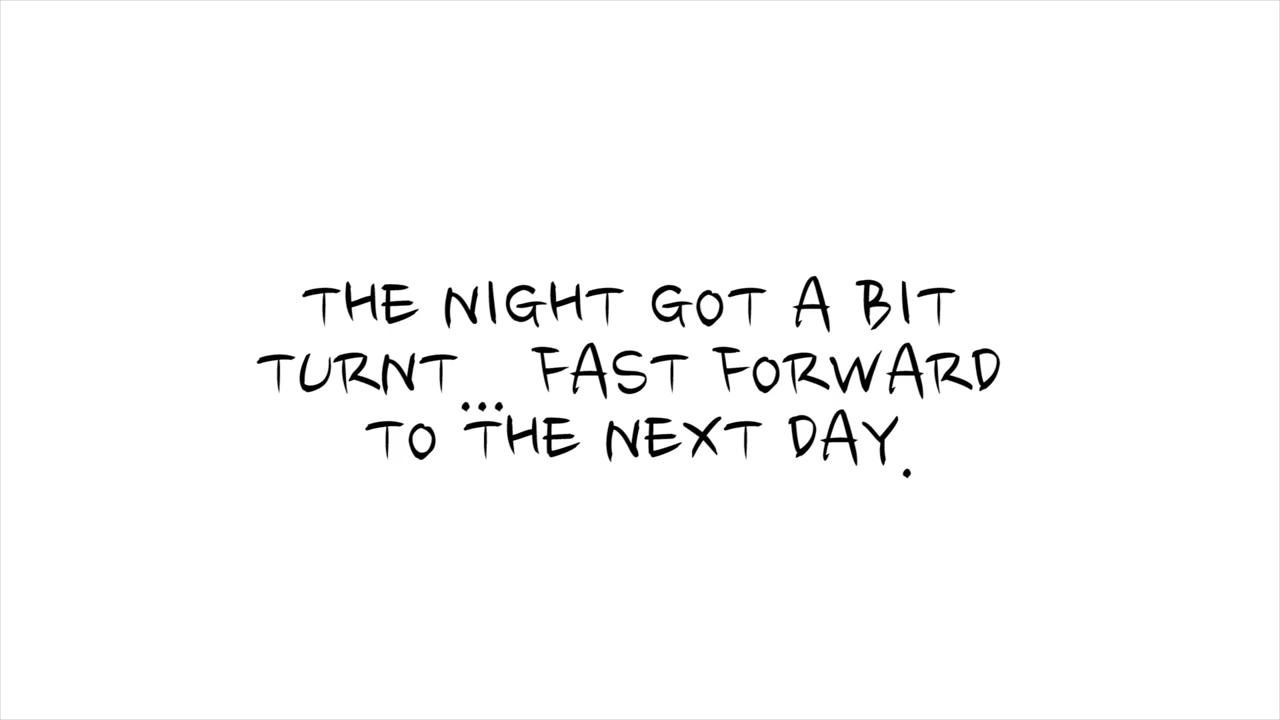 THE NIGHT GOT A BIT
TURNT... FAST FORWARD
TO THE NEXT DAY.